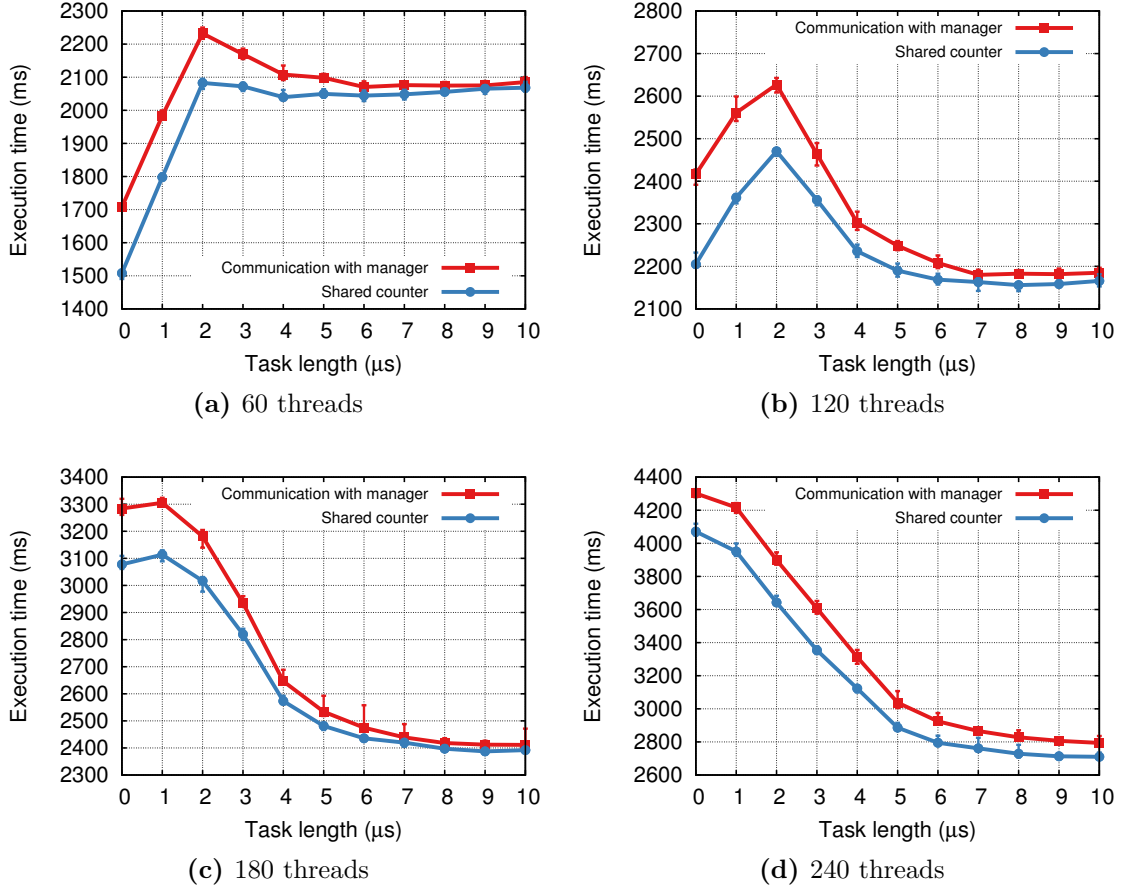 2300
2200
2100
2000
1900
1800
1700
1600
1500
1400
Execution time (ms)
Communication with manager
Shared counter
0 1 2 3 4 5 6 7 8 9 10
Task length (μs)
(a) 60 threads
2800
2700
2600
2500
2400
2300
2200
2100
Execution time (ms)
Communication with manager
Shared counter
0 1 2 3 4 5 6 7 8 9 10
Task length (μs)
(b) 120 threads
3400
3300
3200
3100
3000
2900
2800
2700
2600
2500
2400
2300
Execution time (ms)
Communication with manager
Shared counter
0 1 2 3 4 5 6 7 8 9 10
Task length (μs)
(c) 180 threads
4400
4200
4000
3800
3600
3400
3200
3000
2800
2600
Execution time (ms)
Communication with manager
Shared counter
0 1 2 3 4 5 6 7 8 9 10
Task length (μs)
(d) 240 threads